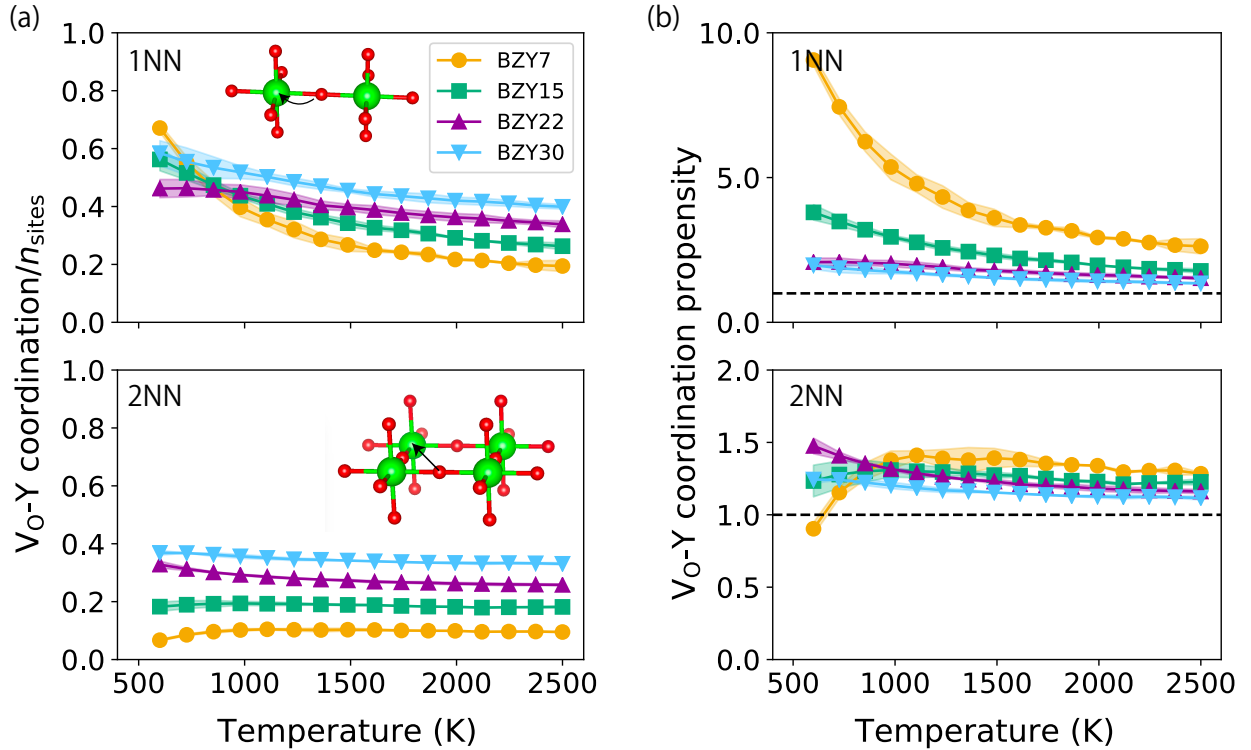 (a)
V_O-Y coordination/n_sites
1.0
0.8
0.6
0.4
0.2
0.0
1NN
BZY7
BZY15
BZY22
BZY30
1.0
0.8
0.6
0.4
0.2
0.0
2NN
500 1000 1500 2000 2500
Temperature (K)
(b)
V_O-Y coordination propensity
10.0
5.0
0.0
1NN
2.0
1.5
1.0
0.5
0.0
2NN
500 1000 1500 2000 2500
Temperature (K)